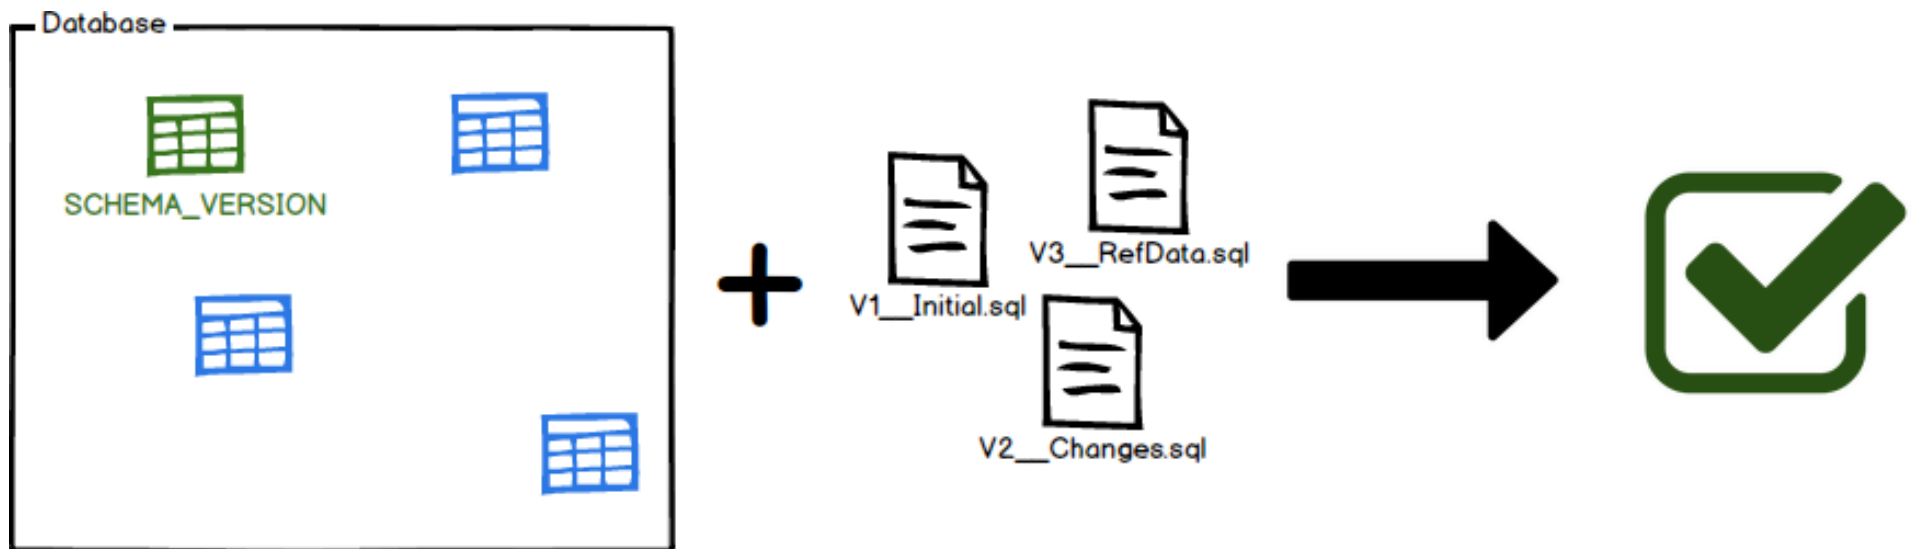 Database
SCHEMA_VERSION
V1__Initial.sql
V3__RefData.sql
V2__Changes.sql